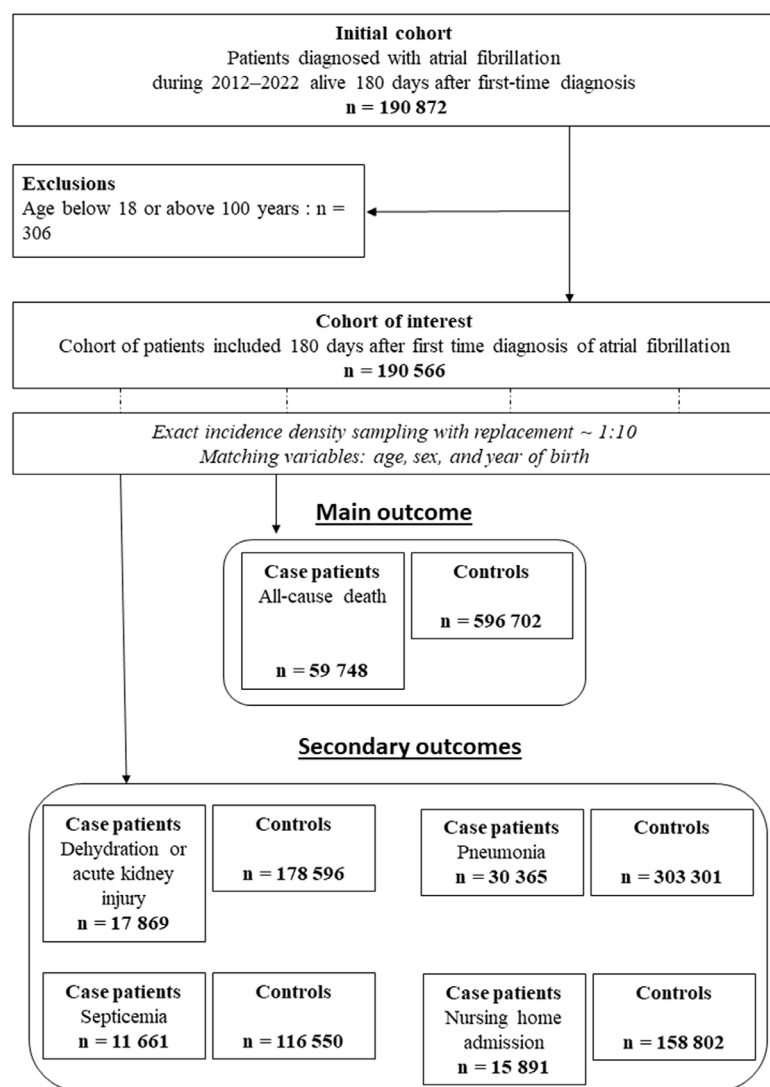 Initial cohort
Patients diagnosed with atrial fibrillation
during 2012–2022 alive 180 days after first-time diagnosis
n = 190 872
Exclusions
Age below 18 or above 100 years : n =
306
Cohort of interest
Cohort of patients included 180 days after first time diagnosis of atrial fibrillation
n = 190 566
Exact incidence density sampling with replacement ~ 1:10
Matching variables: age, sex, and year of birth
Main outcome
Case patients
All-cause death
n = 59 748
Controls
n = 596 702
Secondary outcomes
Case patients
Dehydration or
acute kidney
injury
n = 17 869
Controls
n = 178 596
Case patients
Pneumonia
n = 30 365
Controls
n = 303 301
Case patients
Septicemia
n = 11 661
Controls
n = 116 550
Case patients
Nursing home
admission
n = 15 891
Controls
n = 158 802